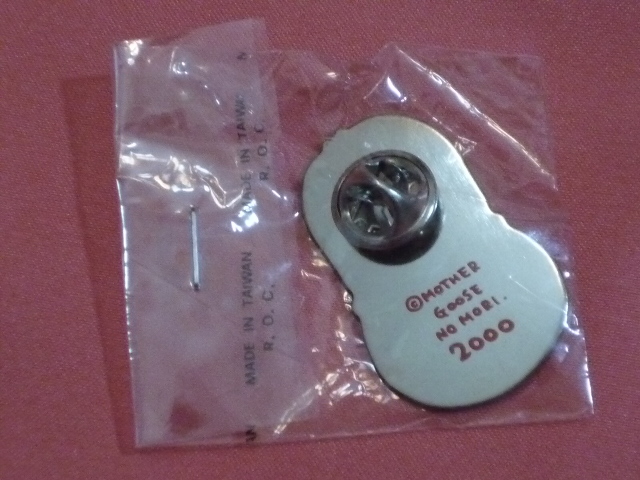 MADE IN TAIWAN
R. O. C.
MADE IN TAIWAN
R. O. C.
©MOTHER
GOOSE
NO MORI.
2000